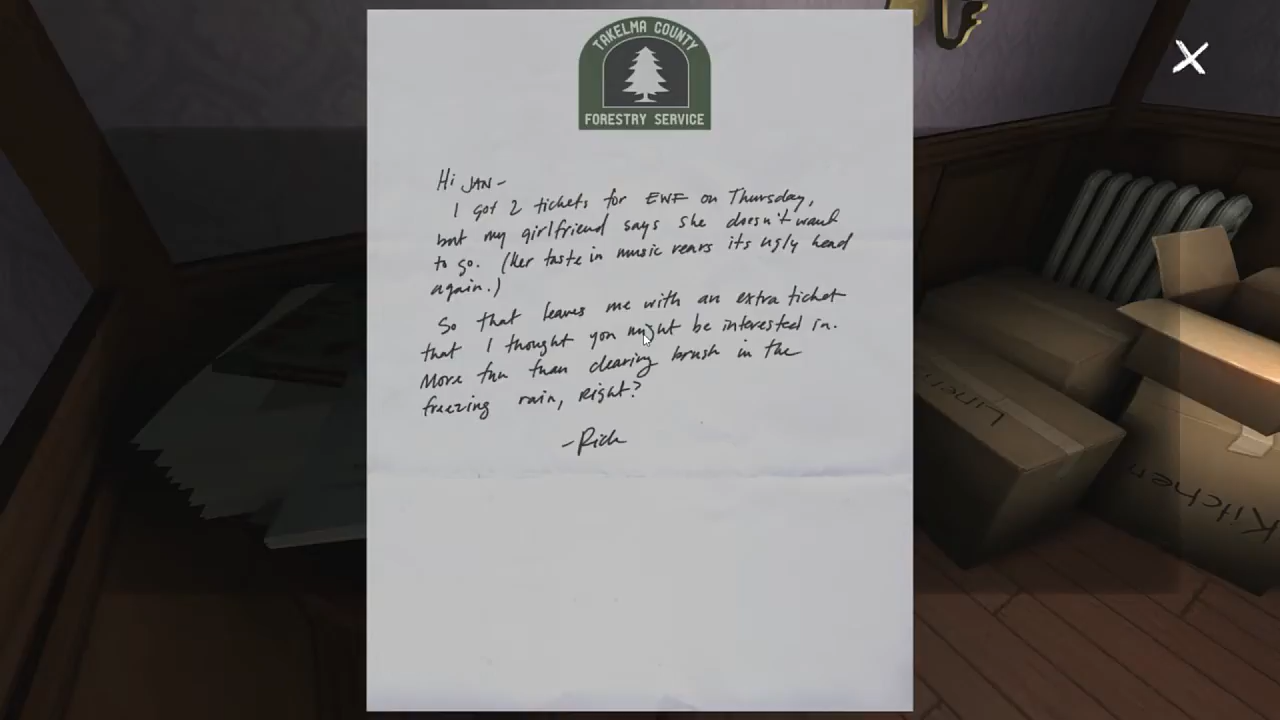 TAKELMA COUNTY
FORESTRY SERVICE
Hi JAN-
I got 2 tickets for EWF on Thursday,
but my girlfriend says she doesn't want
to go. (Her taste in music rears its ugly head
again.)
So that leaves me with an extra ticket
that I thought you might be interested in.
More fun than clearing brush in the
freezing rain, right?
-Rich
Linen
Kitchen